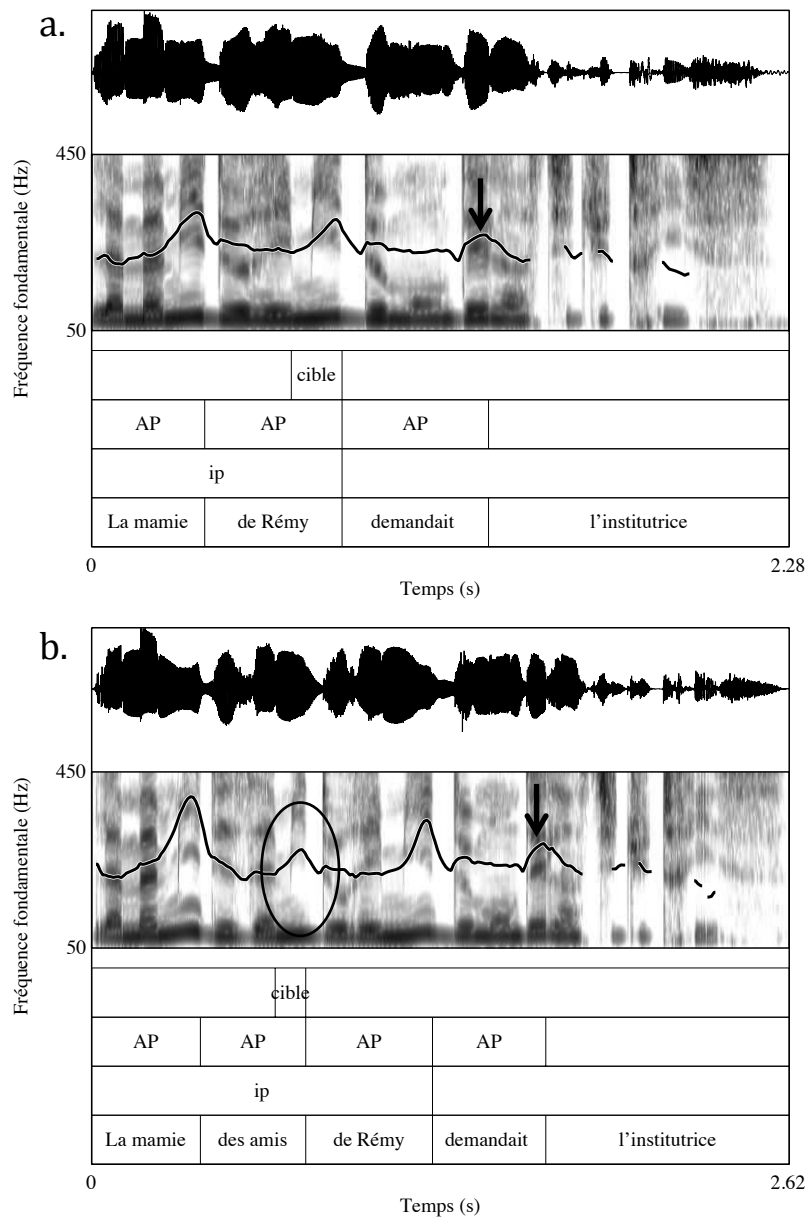 a.
450
Fréquence fondamentale (Hz)
50
cible
AP AP AP
ip
La mamie de Rémy demandait l’institutrice
0 2.28
Temps (s)
b.
450
Fréquence fondamentale (Hz)
50
cible
AP AP AP AP
ip
La mamie des amis de Rémy demandait l’institutrice
0 2.62
Temps (s)